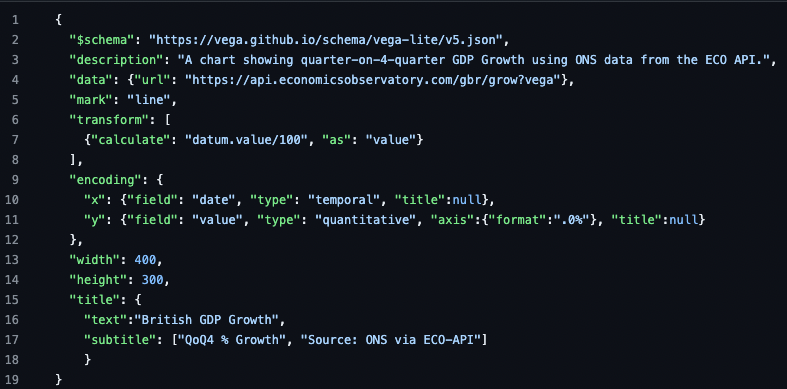 1 {
2 "$schema": "https://vega.github.io/schema/vega-lite/v5.json",
3 "description": "A chart showing quarter-on-4-quarter GDP Growth using ONS data from the ECO API.",
4 "data": {"url": "https://api.economicsobservatory.com/gbr/grow?vega"},
5 "mark": "line",
6 "transform": [
7 {"calculate": "datum.value/100", "as": "value"}
8 ],
9 "encoding": {
10 "x": {"field": "date", "type": "temporal", "title":null},
11 "y": {"field": "value", "type": "quantitative", "axis":{"format":".0%"}, "title":null}
12 },
13 "width": 400,
14 "height": 300,
15 "title": {
16 "text":"British GDP Growth",
17 "subtitle": ["QoQ4 % Growth", "Source: ONS via ECO-API"]
18 }
19 }